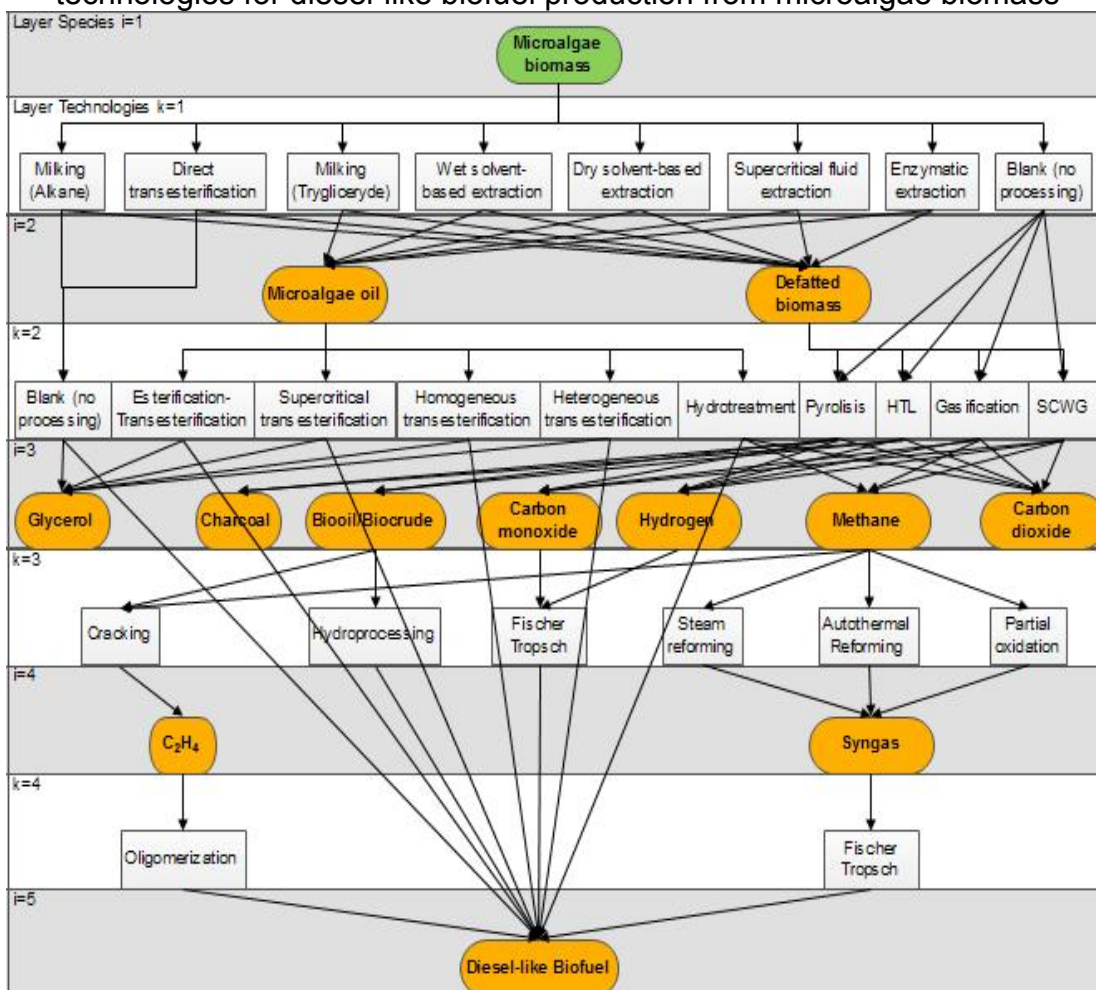 technologies for diesel-like biofuel production from microalgae biomass
Layer Species i=1
Microalgae
biomass
Layer Technologies k=1
Milking
(Alkane)
Direct
transesterification
Milking
(Trygliceryde)
Wet solvent-
based extraction
Dry solvent-based
extraction
Supercritical fluid
extraction
Enzymatic
extraction
Blank (no
processing)
i=2
Microalgae oil
Defatted
biomass
k=2
Blank (no
processing)
Esterification-
Transesterification
Supercritical
transesterification
Homogeneous
transesterification
Heterogeneous
transesterification
Hydrotreatment
Pyrolisis
HTL
Gasification
SCWG
i=3
Glycerol
Charcoal
Biooil/Biocrude
Carbon
monoxide
Hydrogen
Methane
Carbon
dioxide
k=3
Cracking
Hydroprocessing
Fischer
Tropsch
Steam
reforming
Autothermal
Reforming
Partial
oxidation
i=4
C₂H₄
Syngas
k=4
Oligomerization
Fischer
Tropsch
i=5
Diesel-like Biofuel